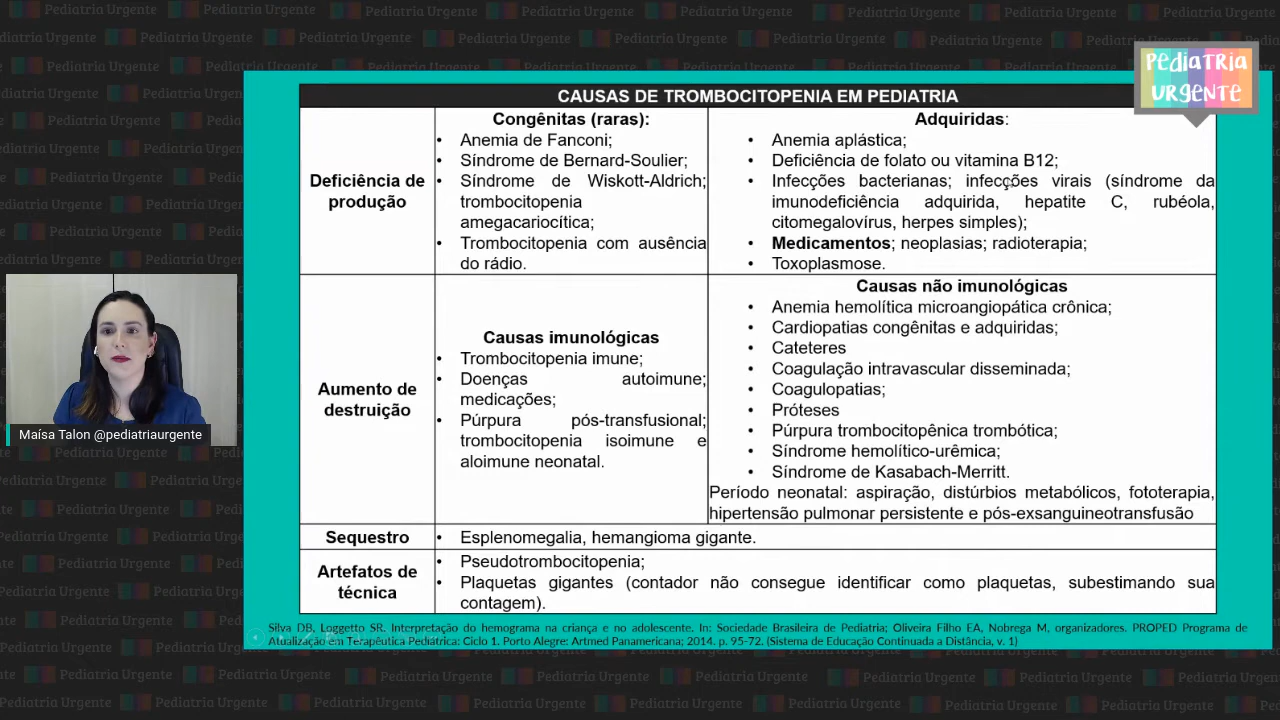 PEDIATRIA
URGENTE
CAUSAS DE TROMBOCITOPENIA EM PEDIATRIA
Deficiência de
produção
Congênitas (raras):
• Anemia de Fanconi;
• Síndrome de Bernard-Soulier;
• Síndrome de Wiskott-Aldrich;
trombocitopenia
amegacariocítica;
• Trombocitopenia com ausência
do rádio.
Adquiridas:
• Anemia aplástica;
• Deficiência de folato ou vitamina B12;
• Infecções bacterianas; infecções virais (síndrome da
imunodeficiência adquirida, hepatite C, rubéola,
citomegalovírus, herpes simples);
• Medicamentos; neoplasias; radioterapia;
• Toxoplasmose.
Aumento de
destruição
Causas imunológicas
• Trombocitopenia imune;
• Doenças autoimune;
medicações;
• Púrpura pós-transfusional;
trombocitopenia isoimune e
aloimune neonatal.
Causas não imunológicas
• Anemia hemolítica microangiopática crônica;
• Cardiopatias congênitas e adquiridas;
• Cateteres
• Coagulação intravascular disseminada;
• Coagulopatias;
• Próteses
• Púrpura trombocitopênica trombótica;
• Síndrome hemolítico-urêmica;
• Síndrome de Kasabach-Merritt.
Período neonatal: aspiração, distúrbios metabólicos, fototerapia,
hipertensão pulmonar persistente e pós-exsanguineotransfusão
Sequestro
• Esplenomegalia, hemangioma gigante.
Artefatos de
técnica
• Pseudotrombocitopenia;
• Plaquetas gigantes (contador não consegue identificar como plaquetas, subestimando sua
contagem).
Silva DB, Loggetto SR. Interpretação do hemograma na criança e no adolescente. In: Sociedade Brasileira de Pediatria; Oliveira Filho EA, Nobrega M, organizadores. PROPED Programa de
Atualização em Terapêutica Pediátrica: Ciclo 1. Porto Alegre: Artmed Panamericana; 2014. p. 95-72. (Sistema de Educação Continuada a Distância, v. 1)
Maísa Talon @pediatriaurgente
Pediatria Urgente